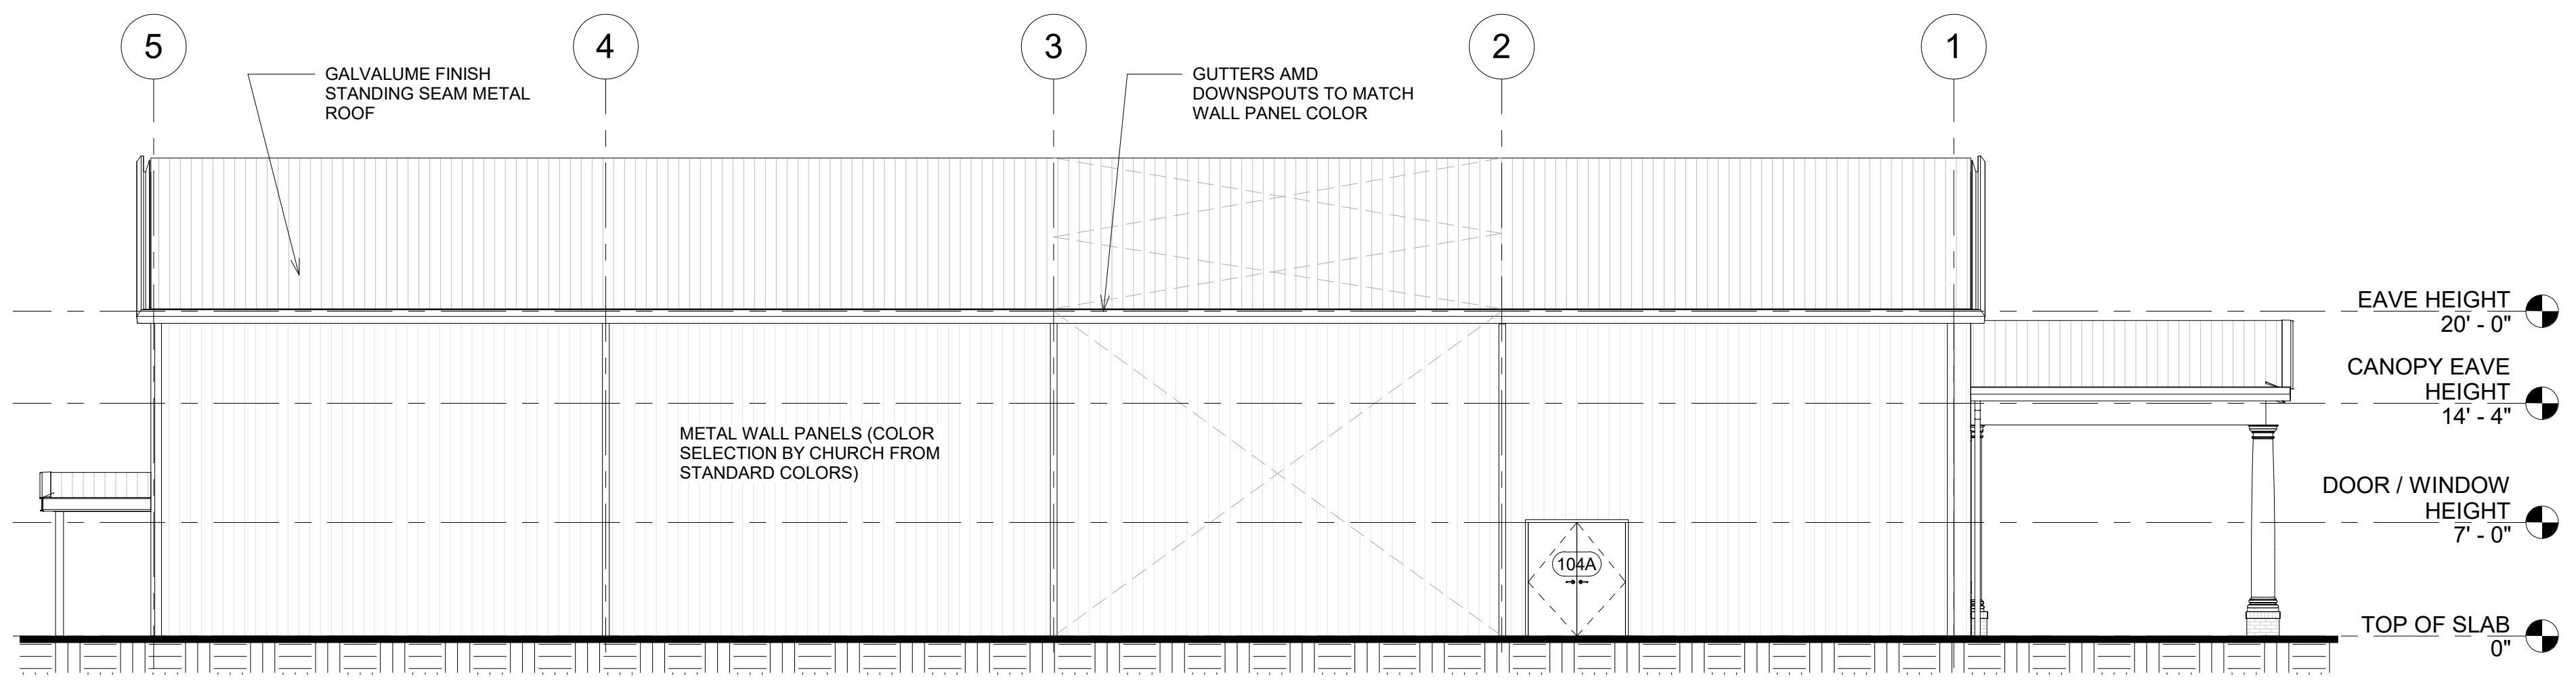 5
4
3
2
1
GALVALUME FINISH
STANDING SEAM METAL
ROOF
GUTTERS AMD
DOWNSPOUTS TO MATCH
WALL PANEL COLOR
EAVE HEIGHT
20' - 0"
CANOPY EAVE
HEIGHT
14' - 4"
METAL WALL PANELS (COLOR
SELECTION BY CHURCH FROM
STANDARD COLORS)
DOOR / WINDOW
HEIGHT
7' - 0"
104A
TOP OF SLAB
0"